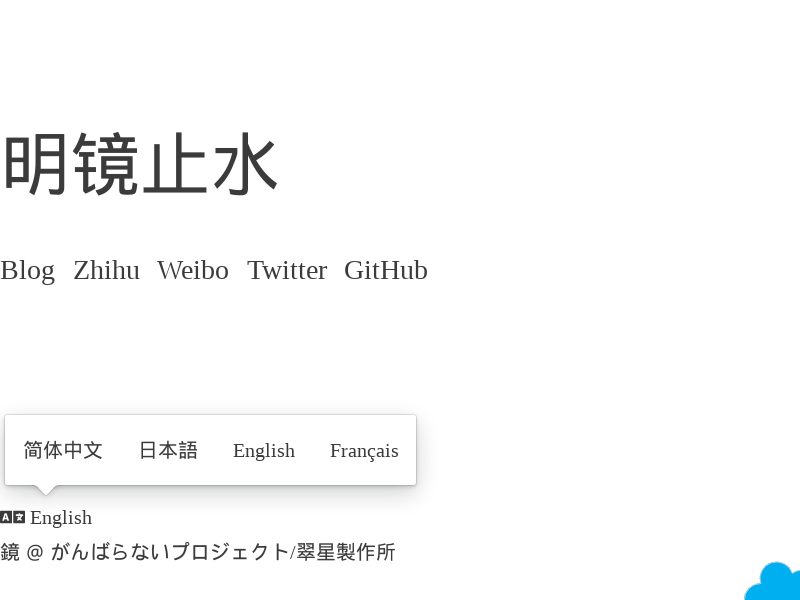 明镜止水
Blog Zhihu Weibo Twitter GitHub
简体中文 日本語 English Français
English
鏡 @ がんばらないプロジェクト/翠星製作所